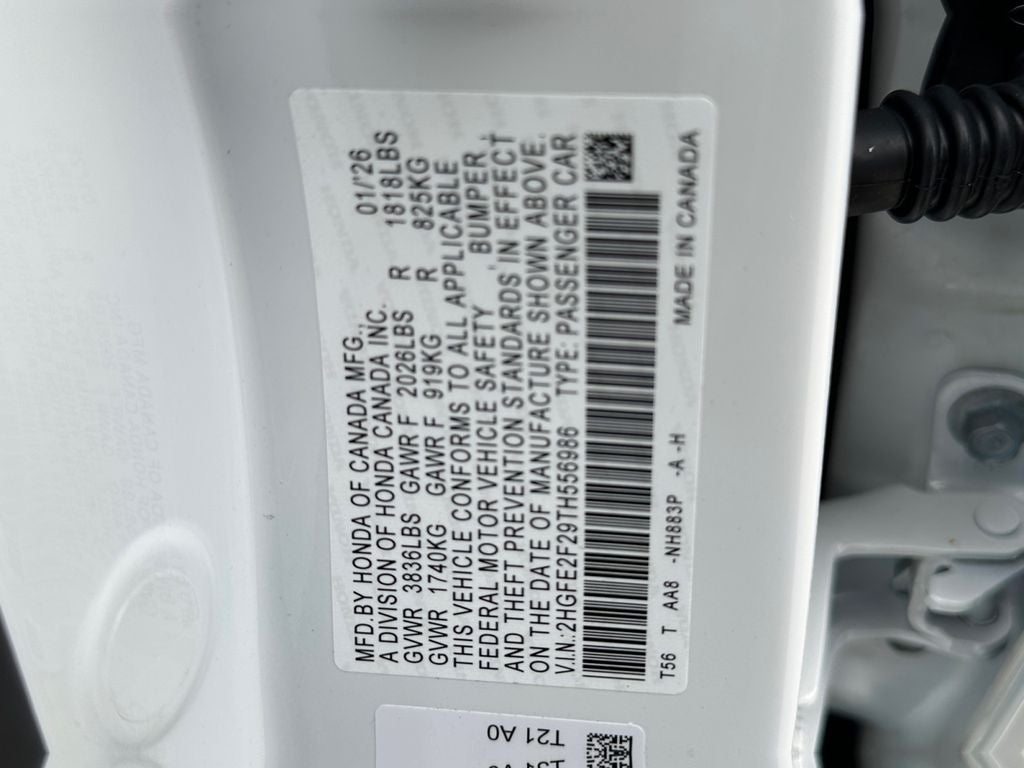 MFD.BY HONDA OF CANADA MFG., 01/'26
A DIVISION OF HONDA CANADA INC.
GVWR 3836LBS GAWR F 2026LBS R 1818LBS
GVWR 1740KG GAWR F 919KG R 825KG
THIS VEHICLE CONFORMS TO ALL APPLICABLE
FEDERAL MOTOR VEHICLE SAFETY, BUMPER,
AND THEFT PREVENTION STANDARDS IN EFFECT
ON THE DATE OF MANUFACTURE SHOWN ABOVE.
V.IN.:2HGFE2F29TH556986 TYPE: PASSENGER CAR
T56 T AA8 -NH883P -A -H
MADE IN CANADA
T21 A0